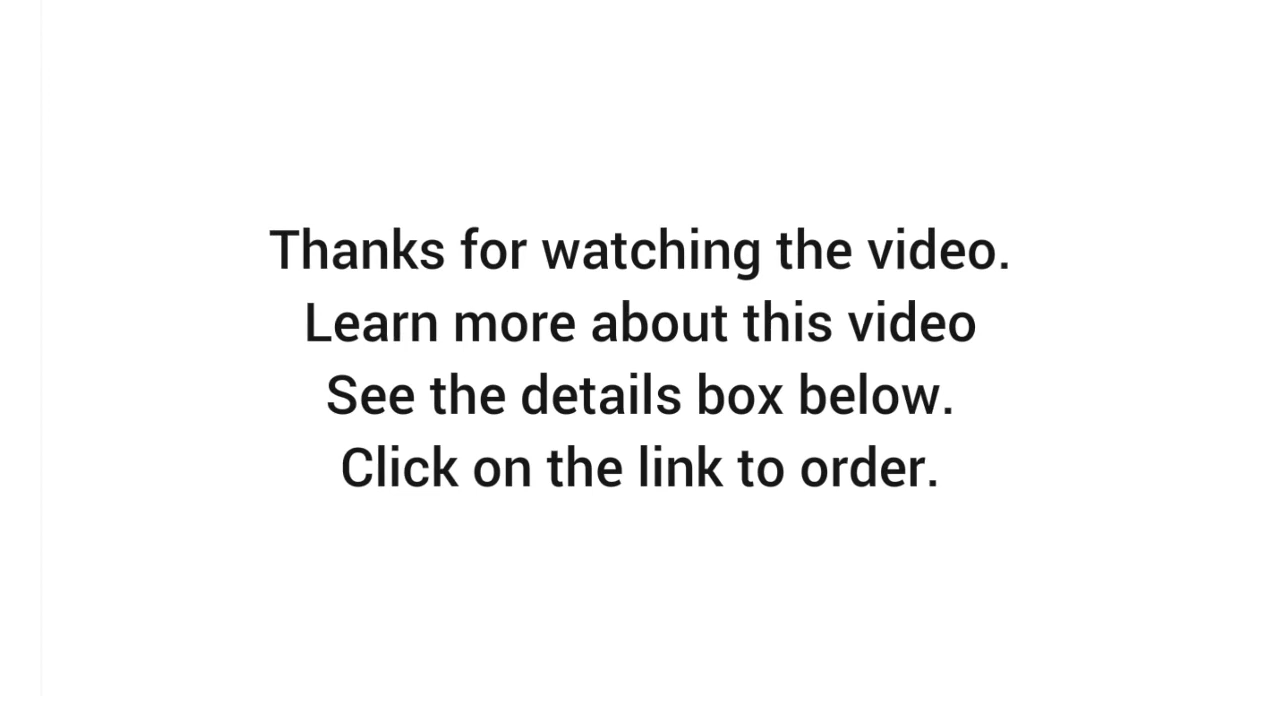 Thanks for watching the video.
Learn more about this video
See the details box below.
Click on the link to order.